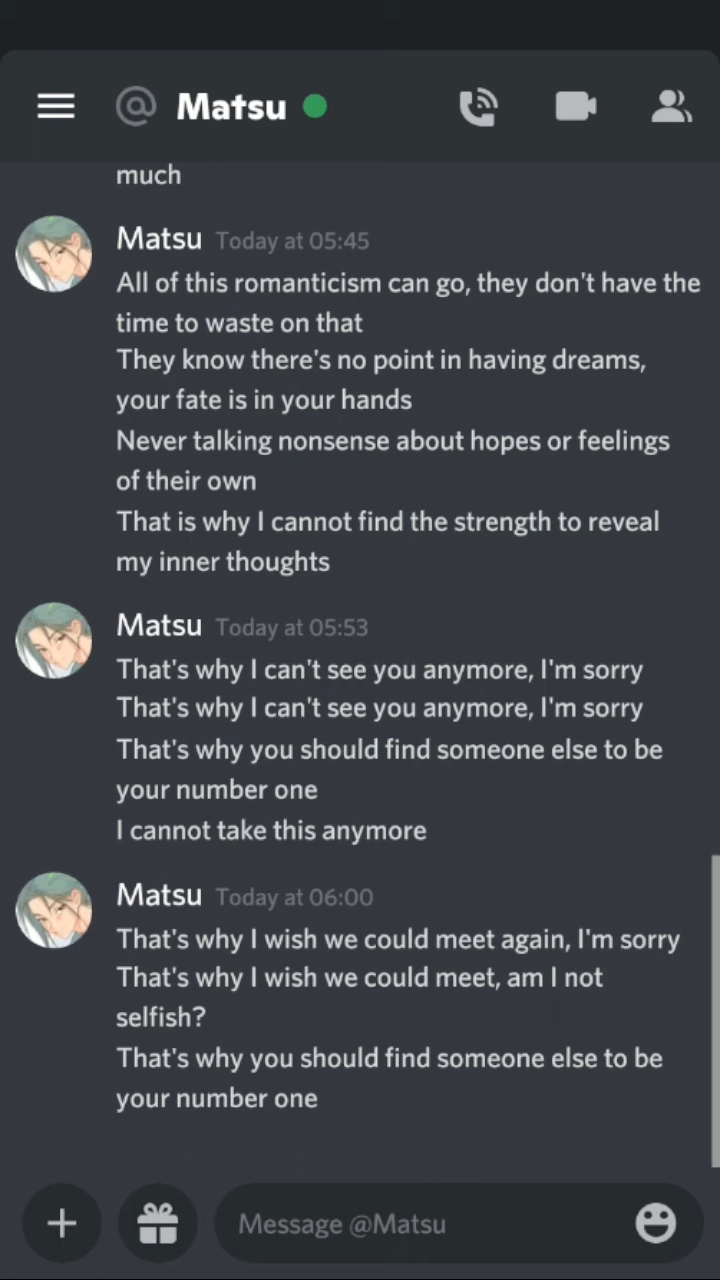 @ Matsu
much
Matsu Today at 05:45
All of this romanticism can go, they don't have the
time to waste on that
They know there's no point in having dreams,
your fate is in your hands
Never talking nonsense about hopes or feelings
of their own
That is why I cannot find the strength to reveal
my inner thoughts
Matsu Today at 05:53
That's why I can't see you anymore, I'm sorry
That's why I can't see you anymore, I'm sorry
That's why you should find someone else to be
your number one
I cannot take this anymore
Matsu Today at 06:00
That's why I wish we could meet again, I'm sorry
That's why I wish we could meet, am I not
selfish?
That's why you should find someone else to be
your number one
Message @Matsu